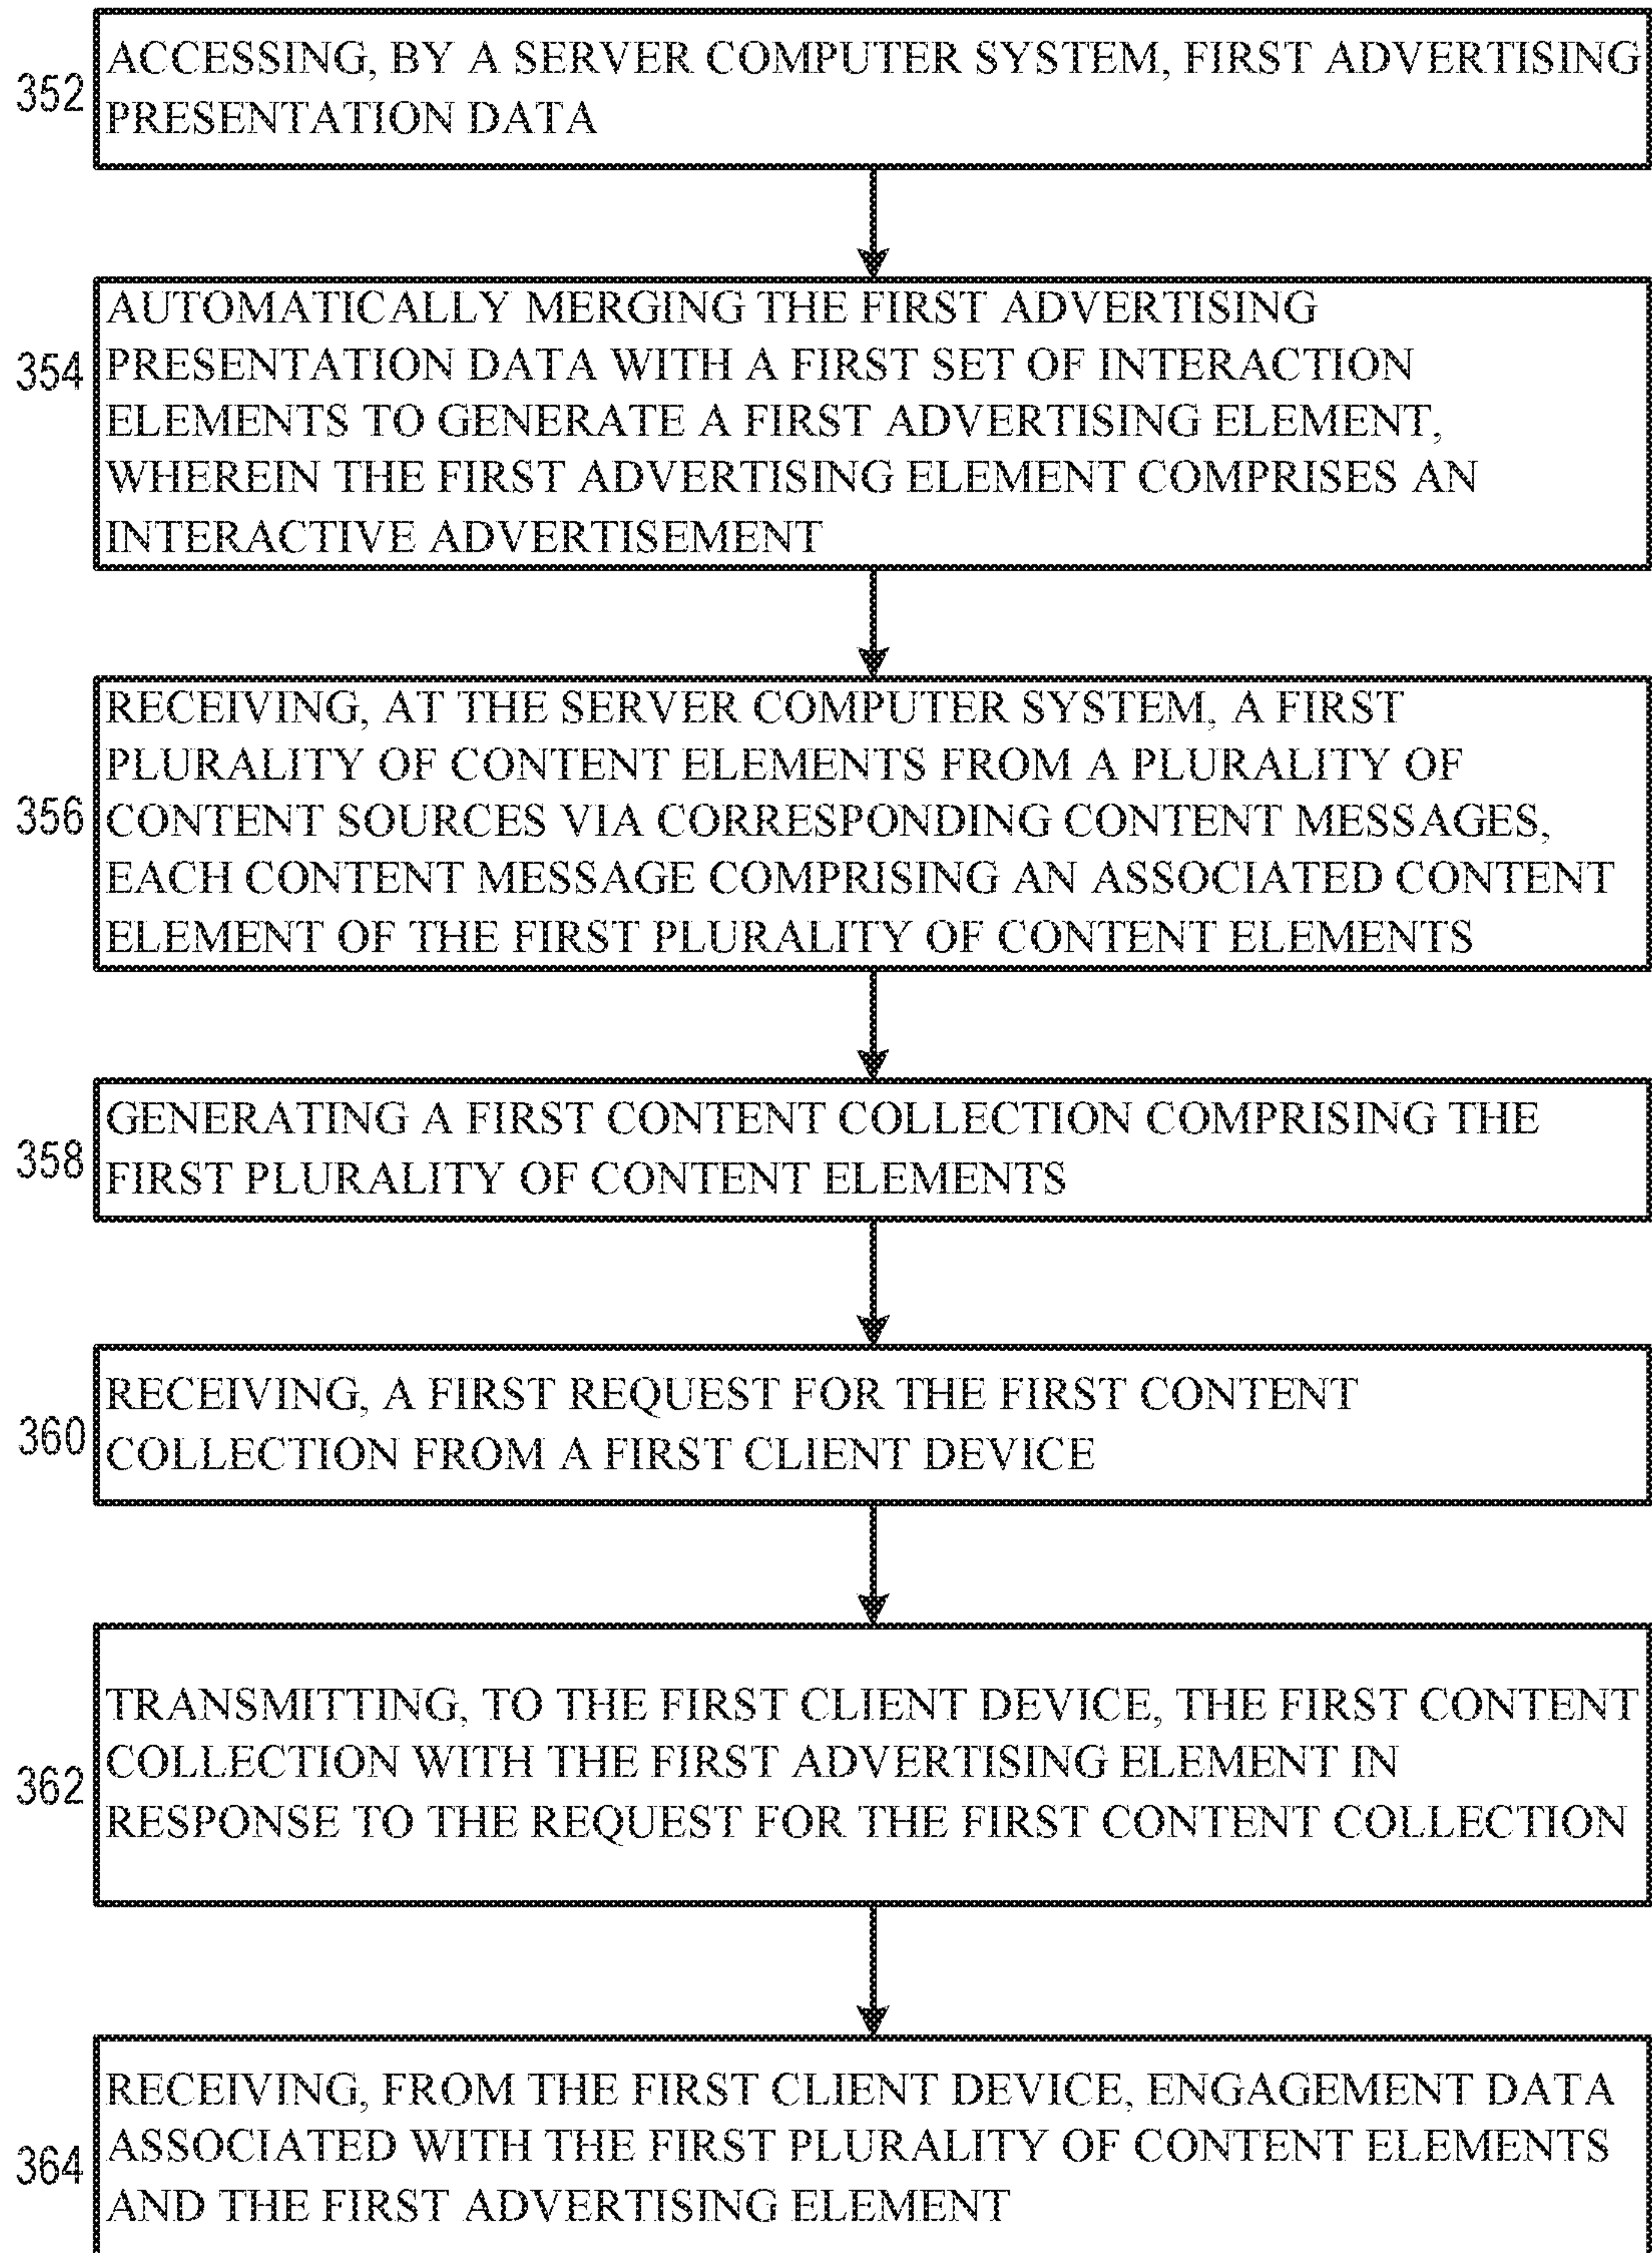 352
ACCESSING, BY A SERVER COMPUTER SYSTEM, FIRST ADVERTISING
PRESENTATION DATA
354
AUTOMATICALLY MERGING THE FIRST ADVERTISING
PRESENTATION DATA WITH A FIRST SET OF INTERACTION
ELEMENTS TO GENERATE A FIRST ADVERTISING ELEMENT,
WHEREIN THE FIRST ADVERTISING ELEMENT COMPRISES AN
INTERACTIVE ADVERTISEMENT
356
RECEIVING, AT THE SERVER COMPUTER SYSTEM, A FIRST
PLURALITY OF CONTENT ELEMENTS FROM A PLURALITY OF
CONTENT SOURCES VIA CORRESPONDING CONTENT MESSAGES,
EACH CONTENT MESSAGE COMPRISING AN ASSOCIATED CONTENT
ELEMENT OF THE FIRST PLURALITY OF CONTENT ELEMENTS
358
GENERATING A FIRST CONTENT COLLECTION COMPRISING THE
FIRST PLURALITY OF CONTENT ELEMENTS
360
RECEIVING, A FIRST REQUEST FOR THE FIRST CONTENT
COLLECTION FROM A FIRST CLIENT DEVICE
362
TRANSMITTING, TO THE FIRST CLIENT DEVICE, THE FIRST CONTENT
COLLECTION WITH THE FIRST ADVERTISING ELEMENT IN
RESPONSE TO THE REQUEST FOR THE FIRST CONTENT COLLECTION
364
RECEIVING, FROM THE FIRST CLIENT DEVICE, ENGAGEMENT DATA
ASSOCIATED WITH THE FIRST PLURALITY OF CONTENT ELEMENTS
AND THE FIRST ADVERTISING ELEMENT